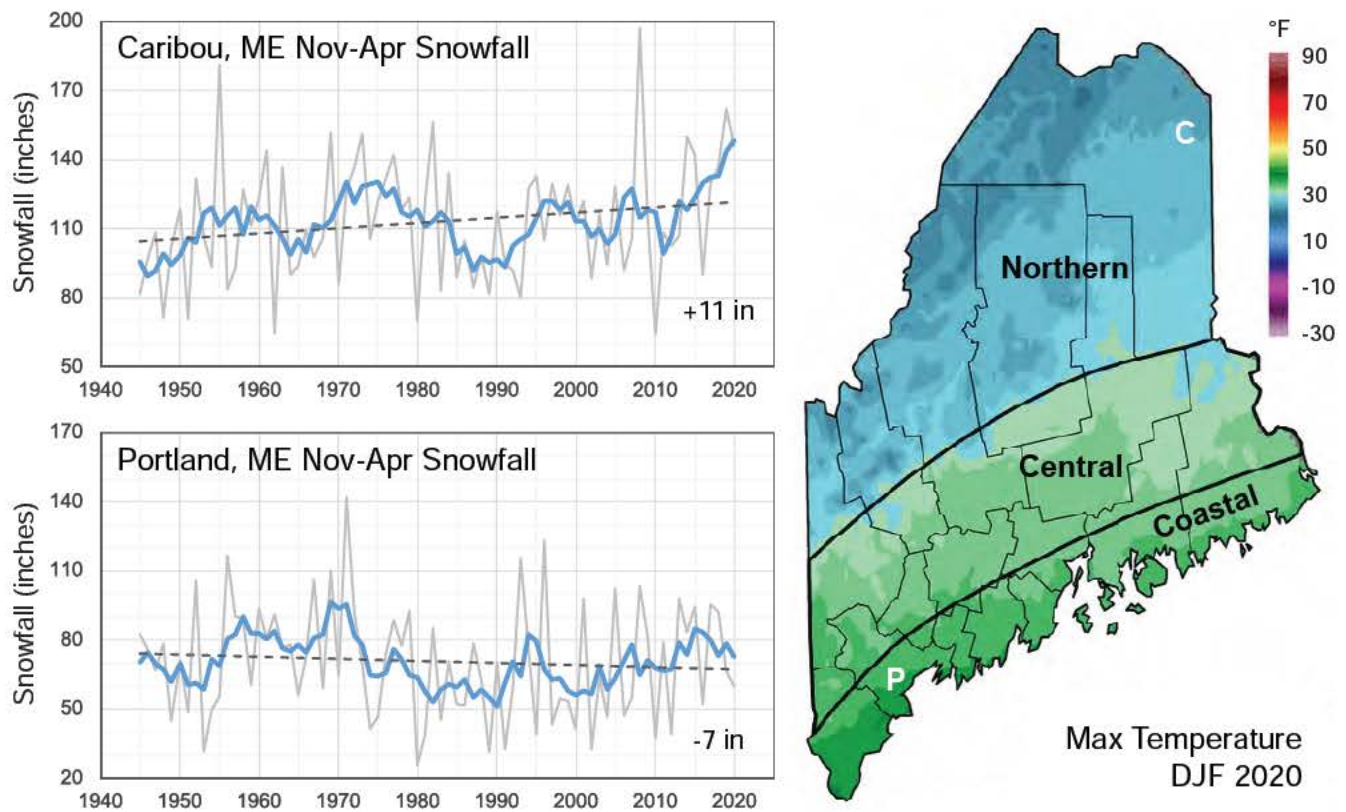 Caribou, ME Nov-Apr Snowfall
Snowfall (inches)
200
170
140
110
80
50
+11 in
1940 1950 1960 1970 1980 1990 2000 2010 2020
Portland, ME Nov-Apr Snowfall
Snowfall (inches)
170
140
110
80
50
20
-7 in
1940 1950 1960 1970 1980 1990 2000 2010 2020
°F
90
70
50
30
10
-10
-30
C
Northern
Central
Coastal
P
Max Temperature
DJF 2020